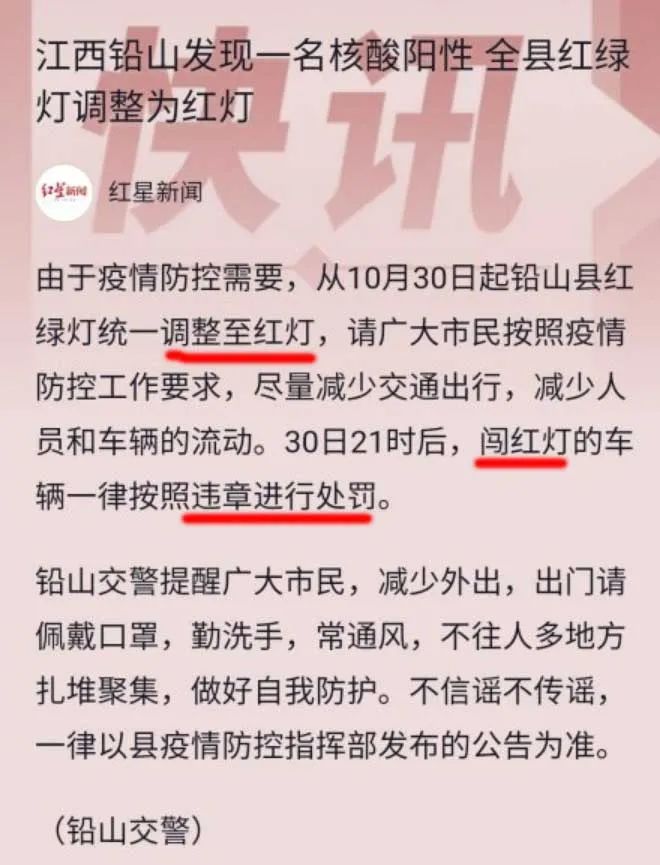 快讯
江西铅山发现一名核酸阳性 全县红绿
灯调整为红灯
红星新闻
红星新闻
由于疫情防控需要，从10月30日起铅山县红
绿灯统一调整至红灯，请广大市民按照疫情
防控工作要求，尽量减少交通出行，减少人
员和车辆的流动。30日21时后，闯红灯的车
辆一律按照违章进行处罚。
铅山交警提醒广大市民，减少外出，出门请
佩戴口罩，勤洗手，常通风，不往人多地方
扎堆聚集，做好自我防护。不信谣不传谣，
一律以县疫情防控指挥部发布的公告为准。
（铅山交警）